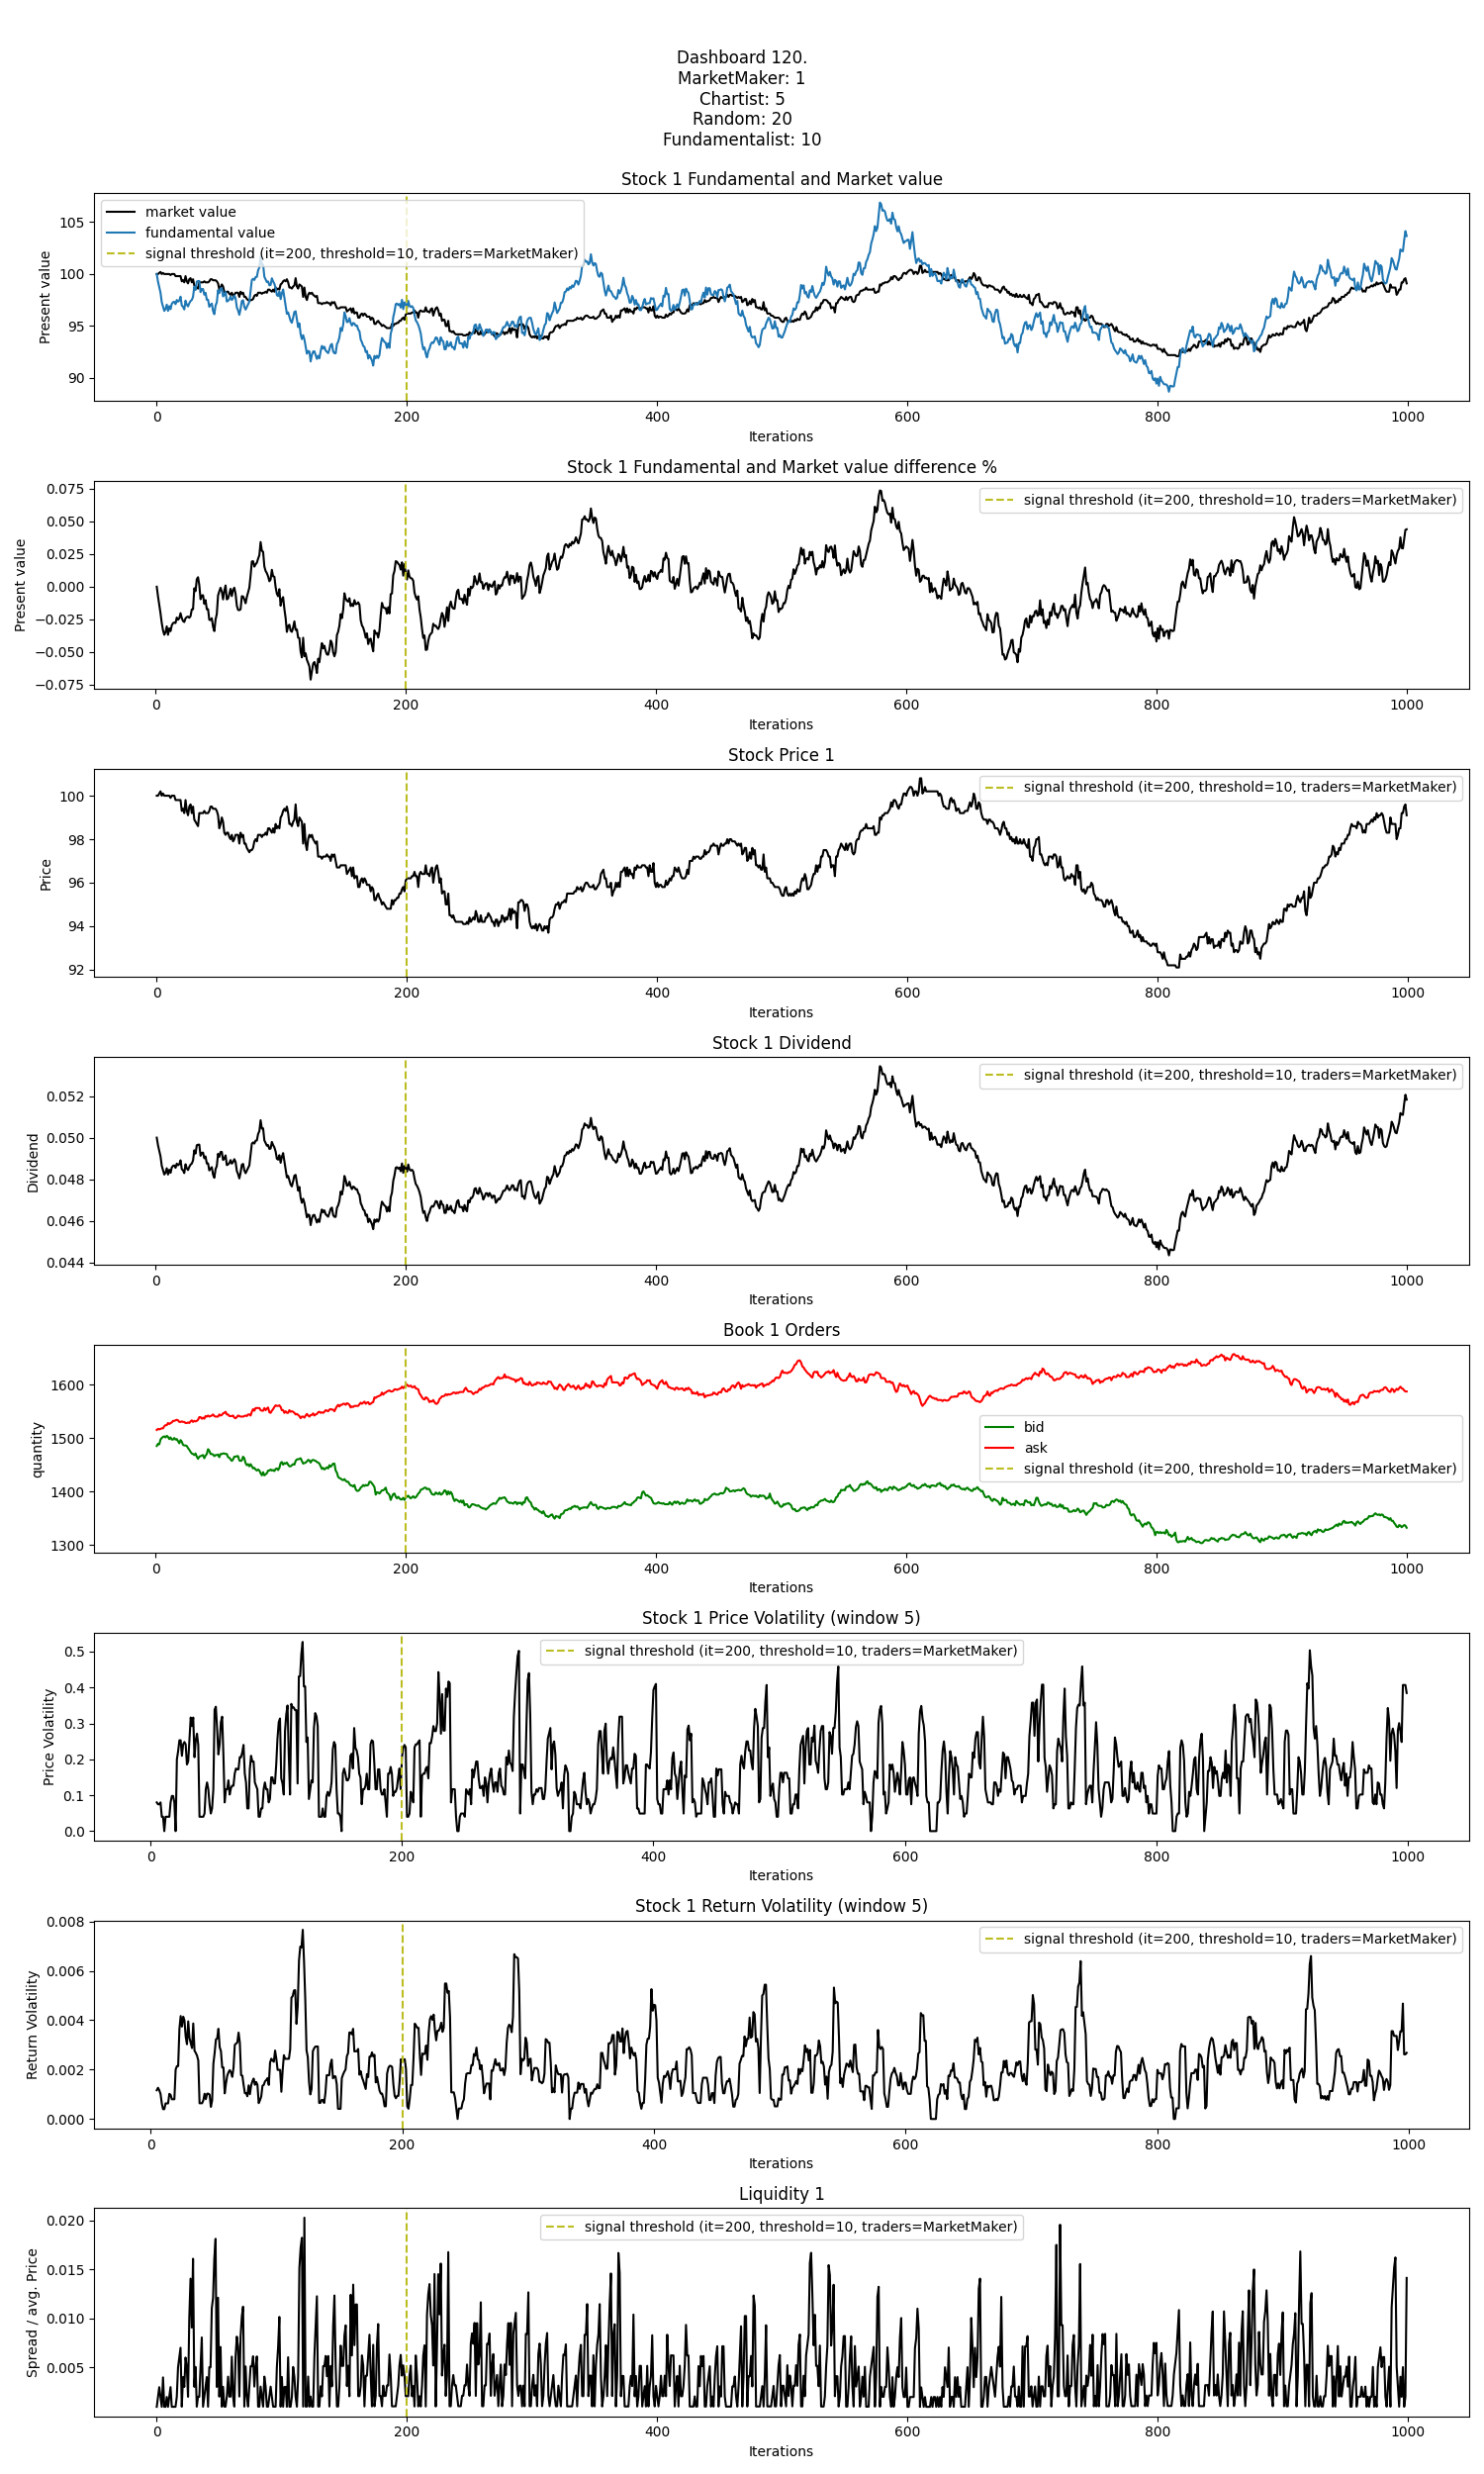 Dashboard 120.
MarketMaker: 1
Chartist: 5
Random: 20
Fundamentalist: 10
Stock 1 Fundamental and Market value
market value
fundamental value
signal threshold (it=200, threshold=10, traders=MarketMaker)
Present value
105
100
95
90
0 200 400 600 800 1000
Iterations
Stock 1 Fundamental and Market value difference %
signal threshold (it=200, threshold=10, traders=MarketMaker)
Present value
0.075
0.050
0.025
0.000
−0.025
−0.050
−0.075
0 200 400 600 800 1000
Iterations
Stock Price 1
signal threshold (it=200, threshold=10, traders=MarketMaker)
Price
100
98
96
94
92
0 200 400 600 800 1000
Iterations
Stock 1 Dividend
signal threshold (it=200, threshold=10, traders=MarketMaker)
Dividend
0.052
0.050
0.048
0.046
0.044
0 200 400 600 800 1000
Iterations
Book 1 Orders
bid
ask
signal threshold (it=200, threshold=10, traders=MarketMaker)
quantity
1600
1500
1400
1300
0 200 400 600 800 1000
Iterations
Stock 1 Price Volatility (window 5)
signal threshold (it=200, threshold=10, traders=MarketMaker)
Price Volatility
0.5
0.4
0.3
0.2
0.1
0.0
0 200 400 600 800 1000
Iterations
Stock 1 Return Volatility (window 5)
signal threshold (it=200, threshold=10, traders=MarketMaker)
Return Volatility
0.008
0.006
0.004
0.002
0.000
0 200 400 600 800 1000
Iterations
Liquidity 1
signal threshold (it=200, threshold=10, traders=MarketMaker)
Spread / avg. Price
0.020
0.015
0.010
0.005
0 200 400 600 800 1000
Iterations